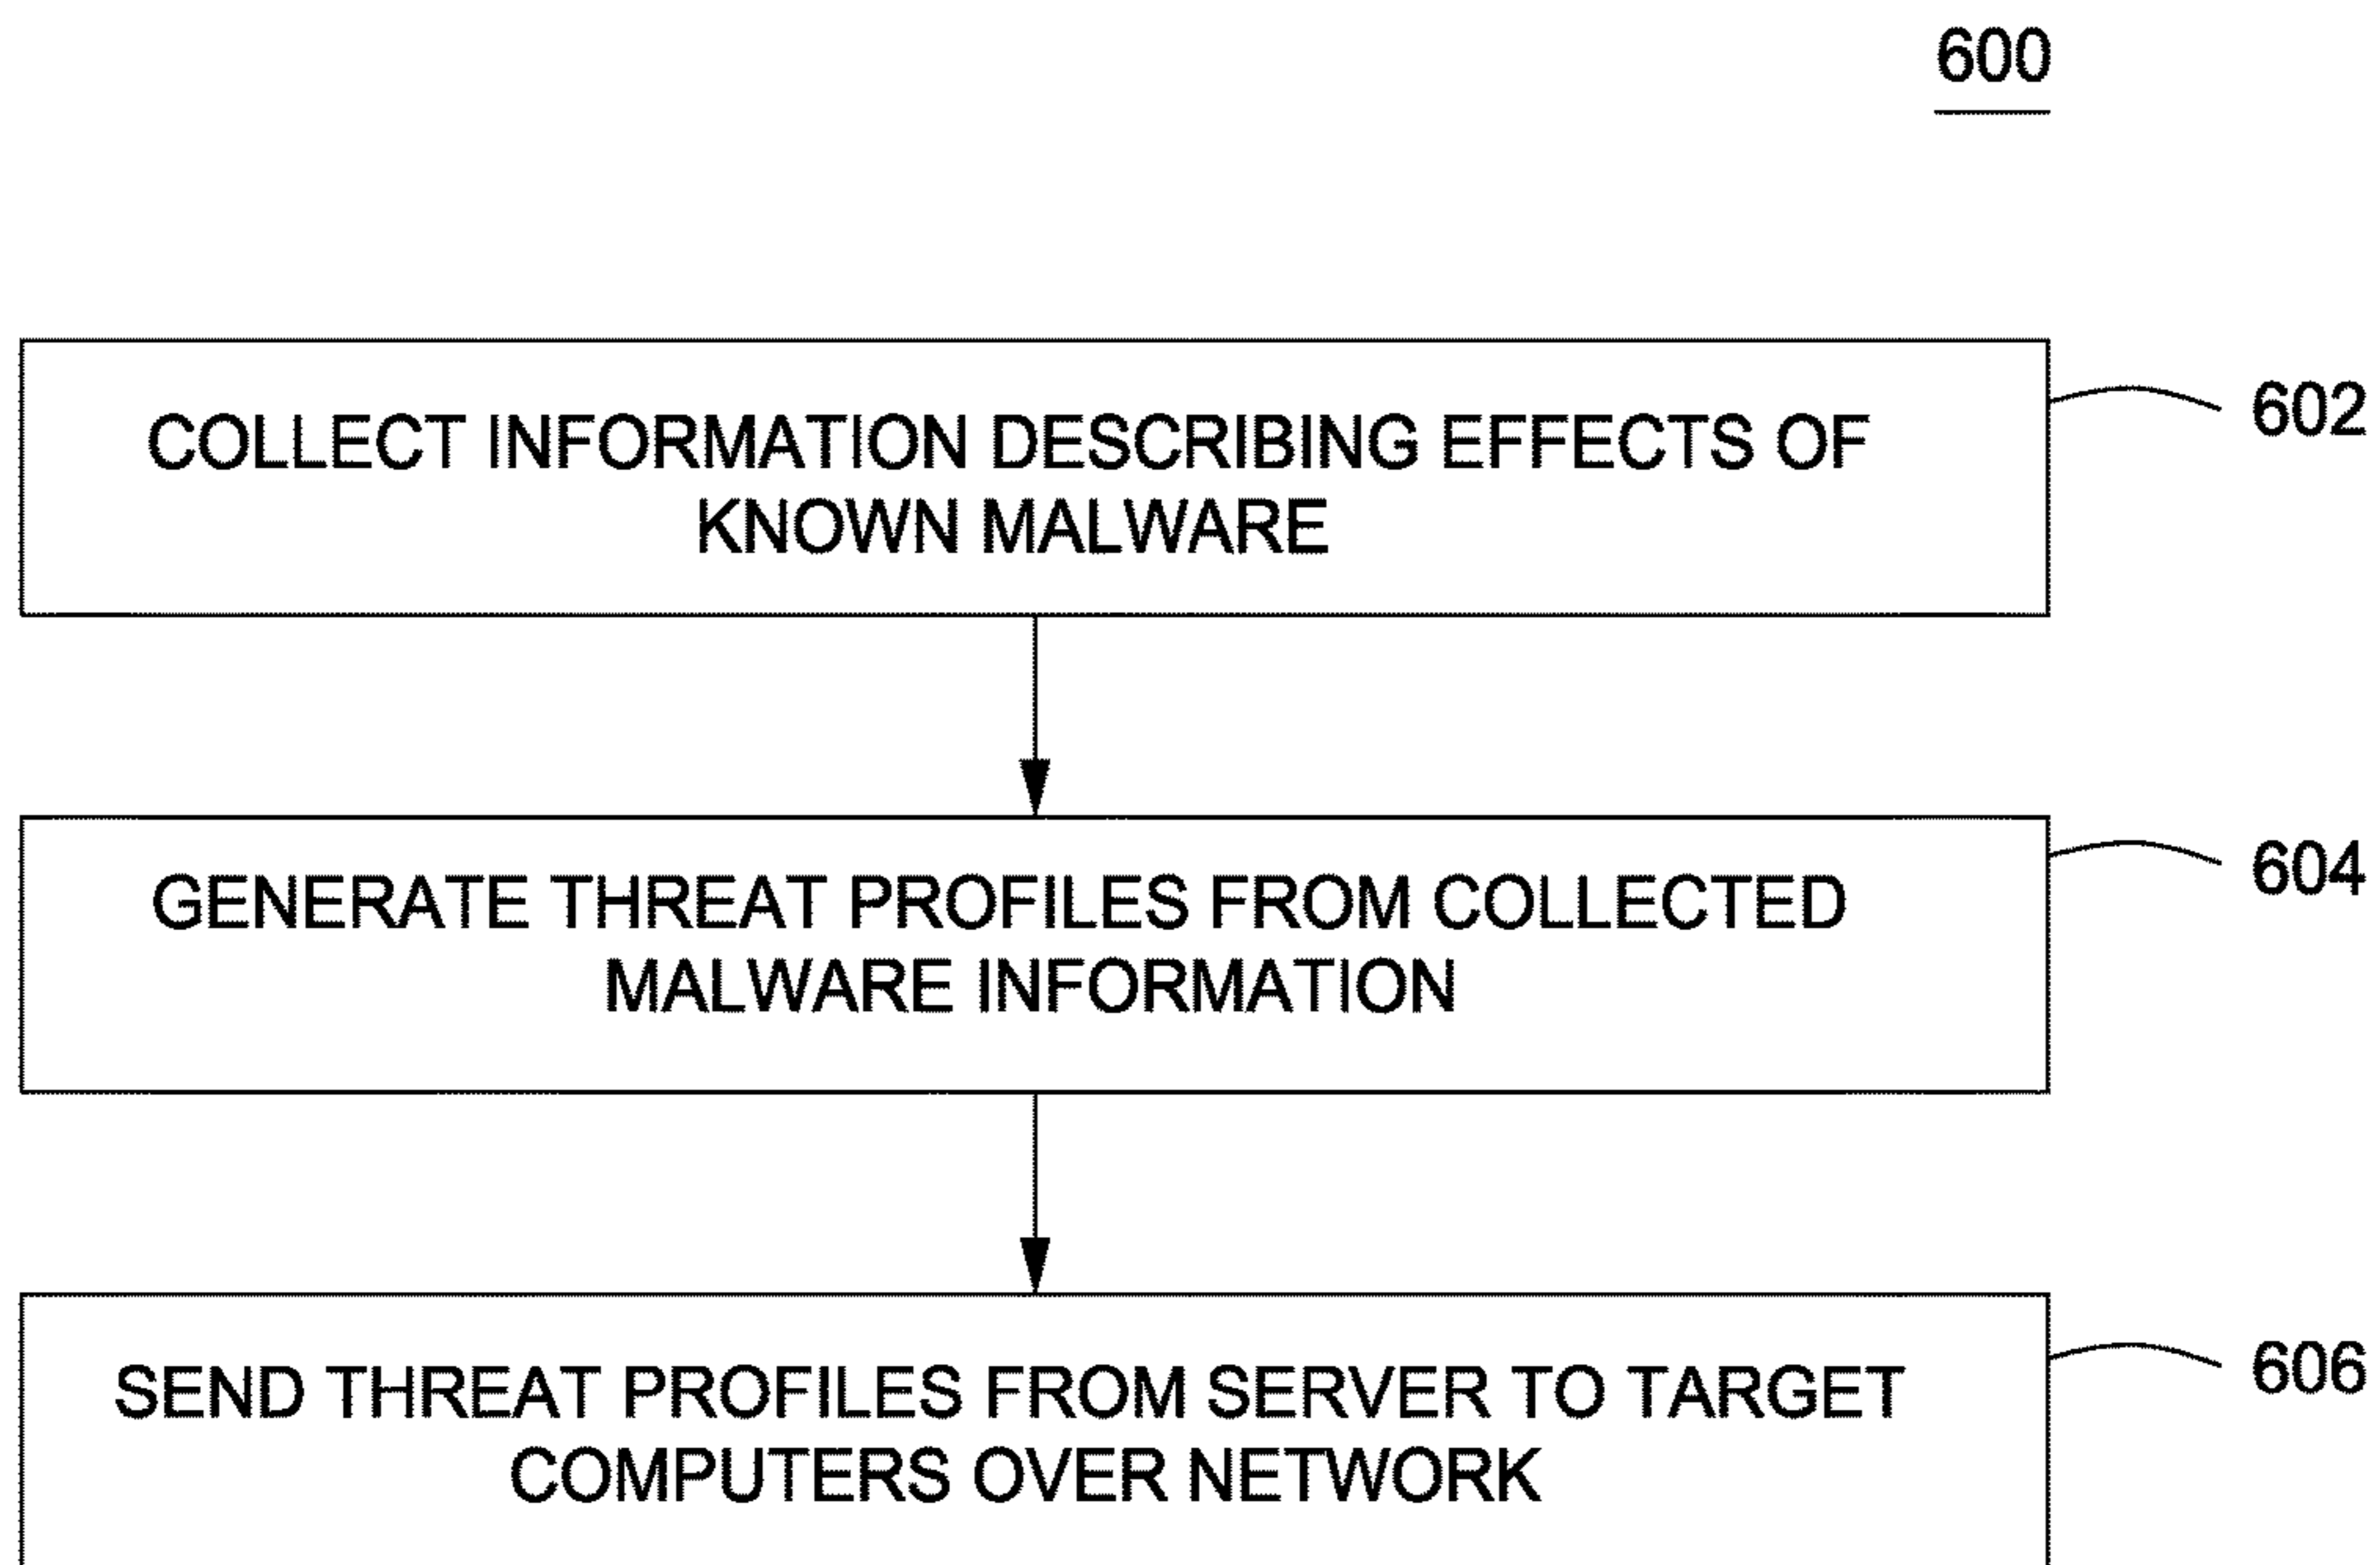 600
COLLECT INFORMATION DESCRIBING EFFECTS OF
KNOWN MALWARE
602
GENERATE THREAT PROFILES FROM COLLECTED
MALWARE INFORMATION
604
SEND THREAT PROFILES FROM SERVER TO TARGET
COMPUTERS OVER NETWORK
606